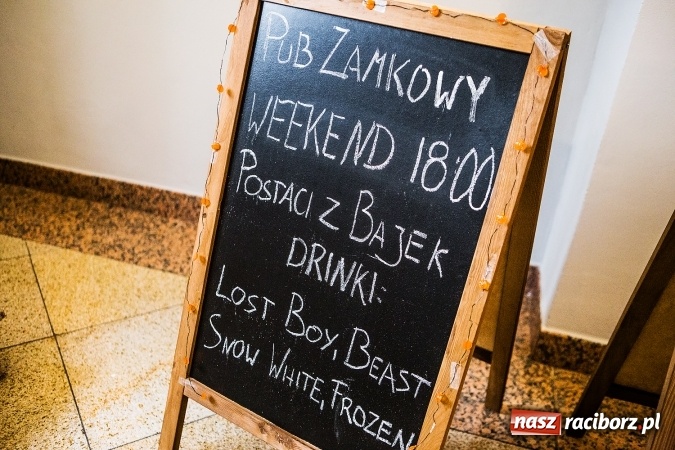 PUB ZAMKOWY
WEEKEND 18:00
POSTACI Z BAJEK
DRINKI:
LOST BOY, BEAST
SNOW WHITE, FROZEN
nasz raciborz.pl